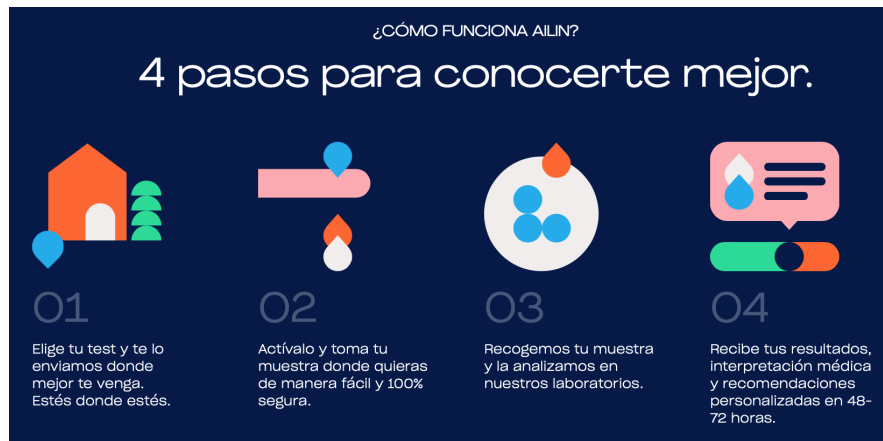 ¿CÓMO FUNCIONA AILIN?
4 pasos para conocerte mejor.
01
Elige tu test y te lo
enviamos donde
mejor te venga.
Estés donde estés.
02
Actívalo y toma tu
muestra donde quieras
de manera fácil y 100%
segura.
03
Recogemos tu muestra
y la analizamos en
nuestros laboratorios.
04
Recibe tus resultados,
interpretación médica
y recomendaciones
personalizadas en 48-
72 horas.